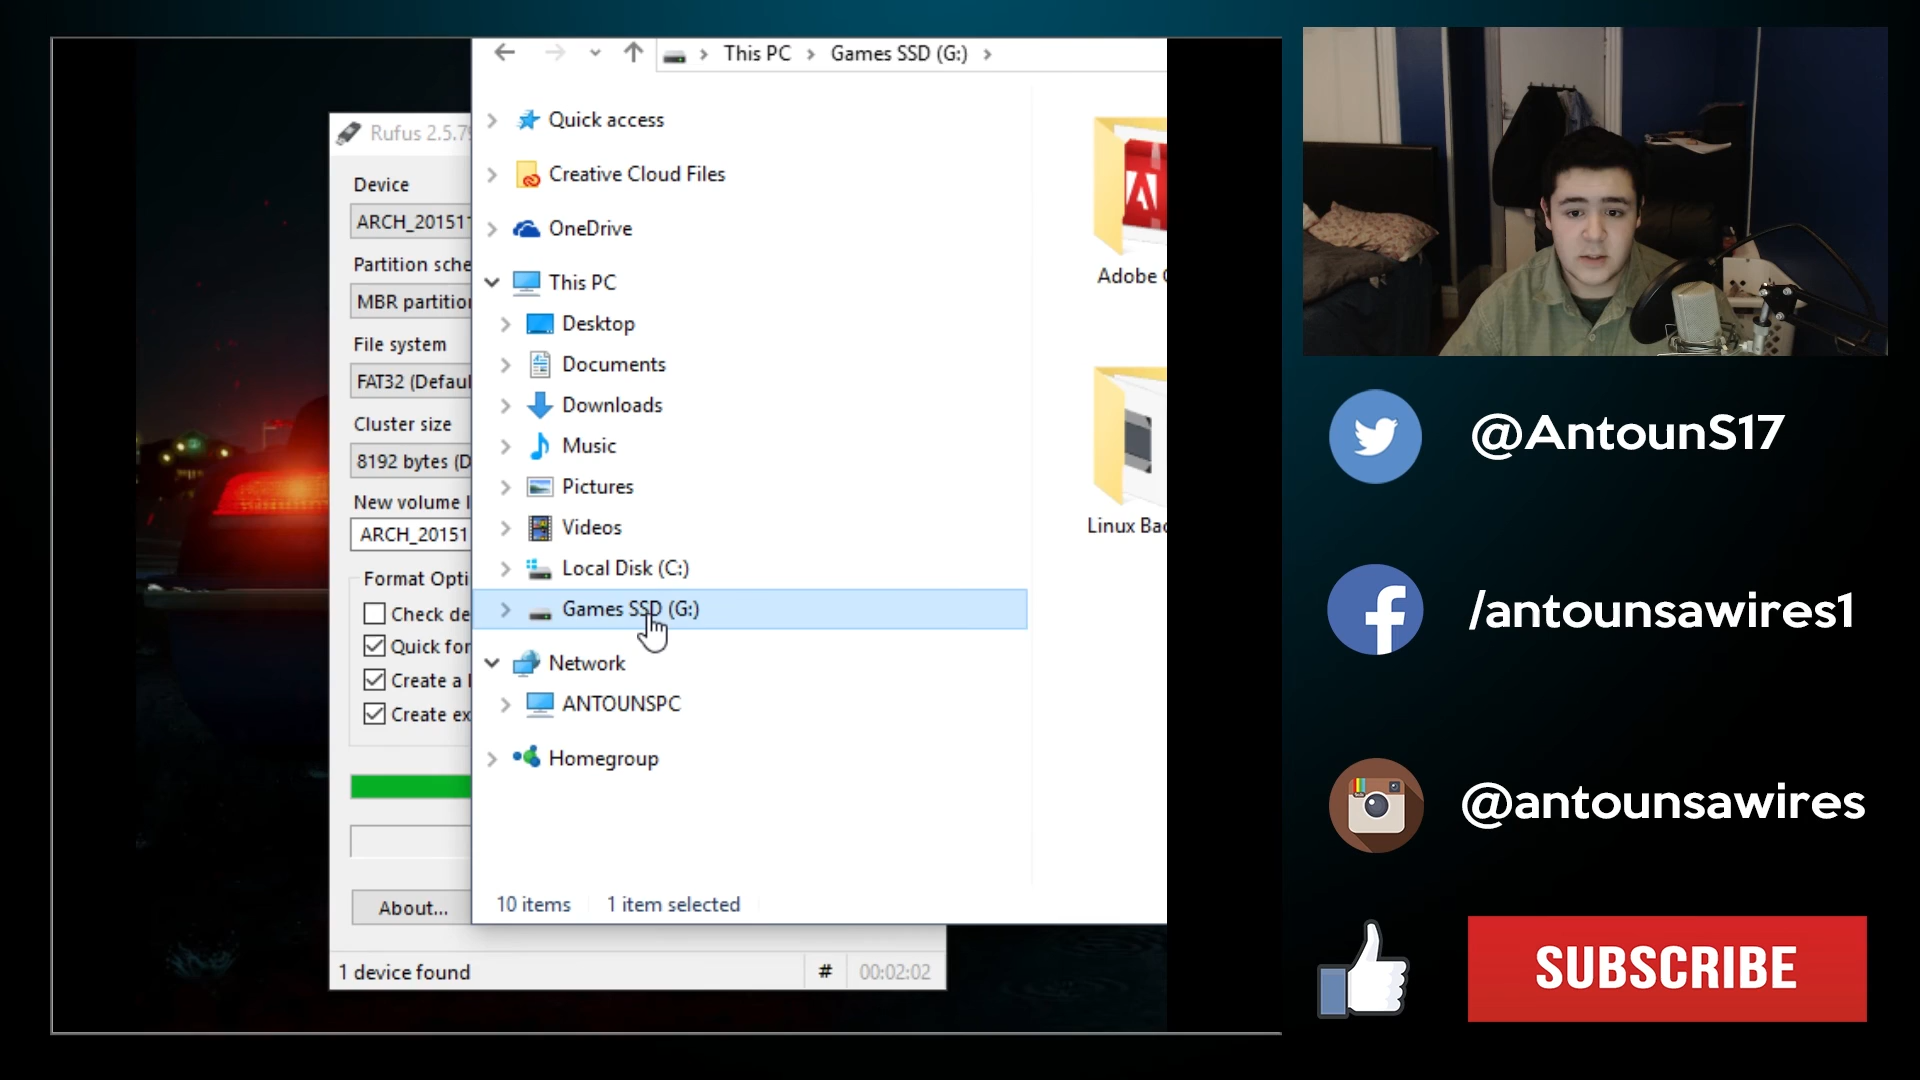 This PC
Games SSD (G:)
Rufus 2.5.
Device
ARCH_20151
Partition sche
MBR partition
File system
FAT32 (Defaul
Cluster size
8192 bytes (D
New volume l
ARCH_20151
Format Opti
Check de
Quick for
Create a
Create ex
About...
1 device found
#
00:02:02
Quick access
Creative Cloud Files
OneDrive
This PC
Desktop
Documents
Downloads
Music
Pictures
Videos
Local Disk (C:)
Games SSD (G:)
Network
ANTOUNSPC
Homegroup
10 items
1 item selected
Adobe
Linux Bac
@AntounS17
/antounsawires1
@antounsawires
SUBSCRIBE